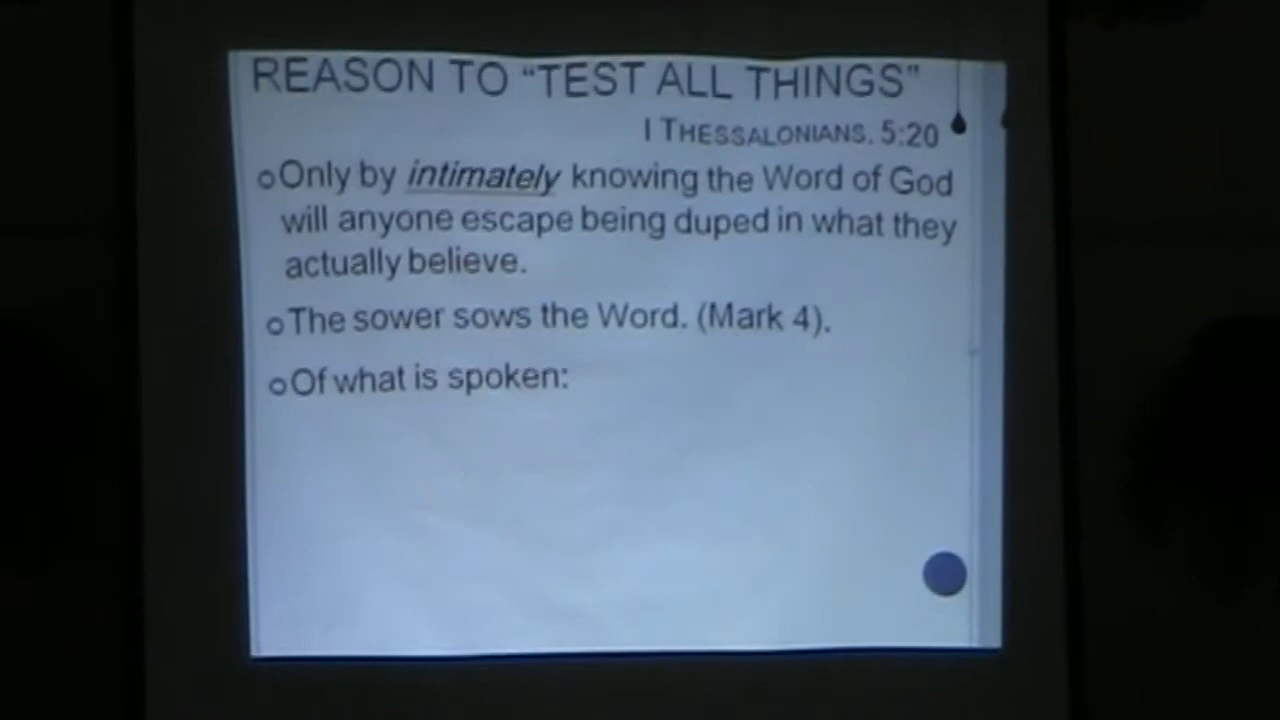 REASON TO “TEST ALL THINGS”
I THESSALONIANS. 5:20
Only by intimately knowing the Word of God
will anyone escape being duped in what they
actually believe.
The sower sows the Word. (Mark 4).
Of what is spoken: